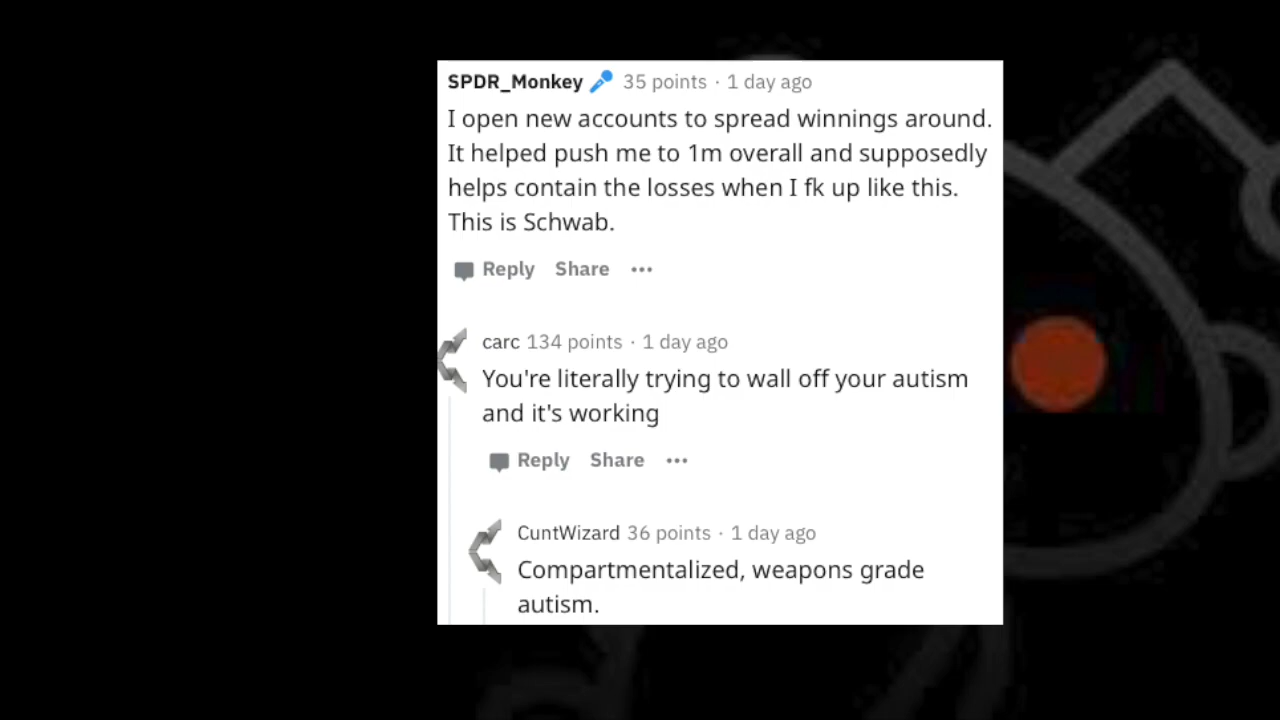 SPDR_Monkey 35 points · 1 day ago
I open new accounts to spread winnings around.
It helped push me to 1m overall and supposedly
helps contain the losses when I fk up like this.
This is Schwab.
Reply Share ···
carc 134 points · 1 day ago
You're literally trying to wall off your autism
and it's working
Reply Share ···
CuntWizard 36 points · 1 day ago
Compartmentalized, weapons grade
autism.